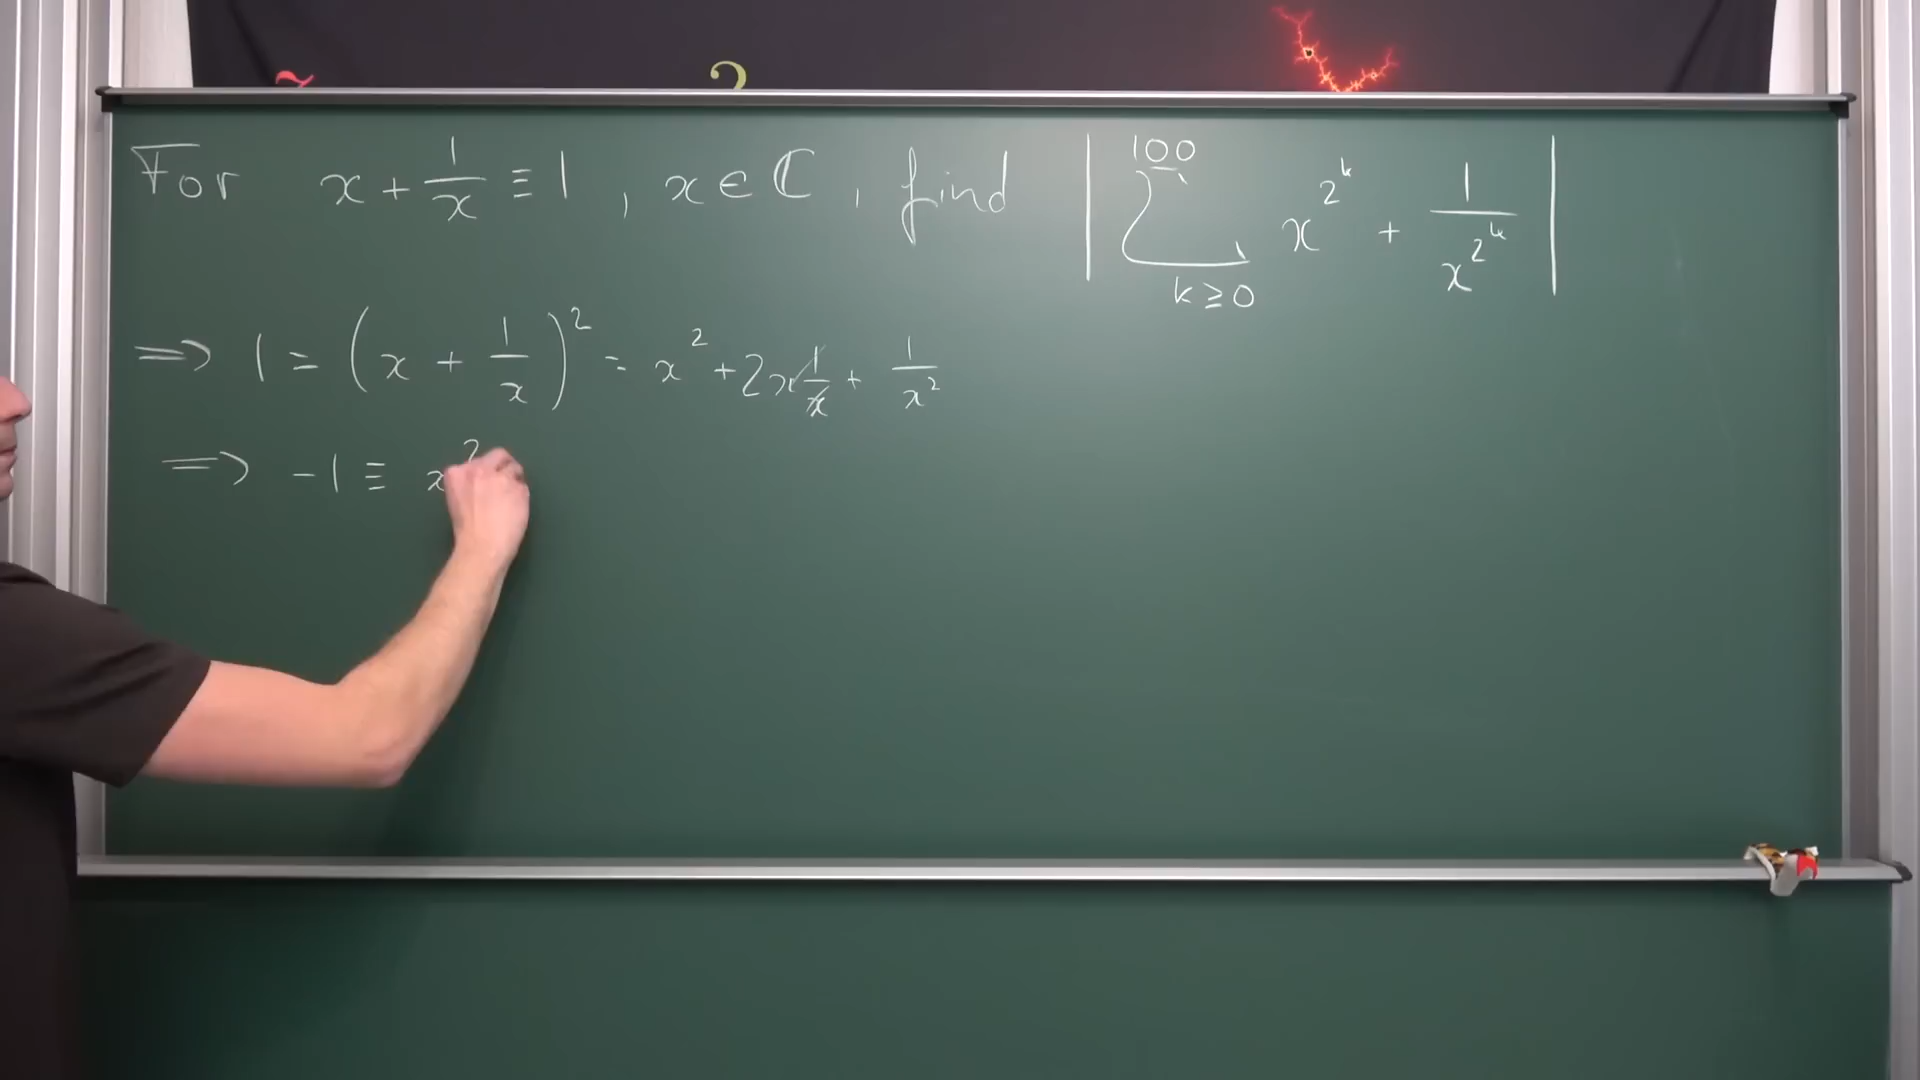 For x + 1/x ≡ 1 , x ∈ ℂ , find | ∑_{k≥0}^{100} x^{2^k} + 1/x^{2^k} |
⟹ 1 = (x + 1/x)^2 = x^2 + 2x 1/x + 1/x^2
⟹ -1 ≡ x^2